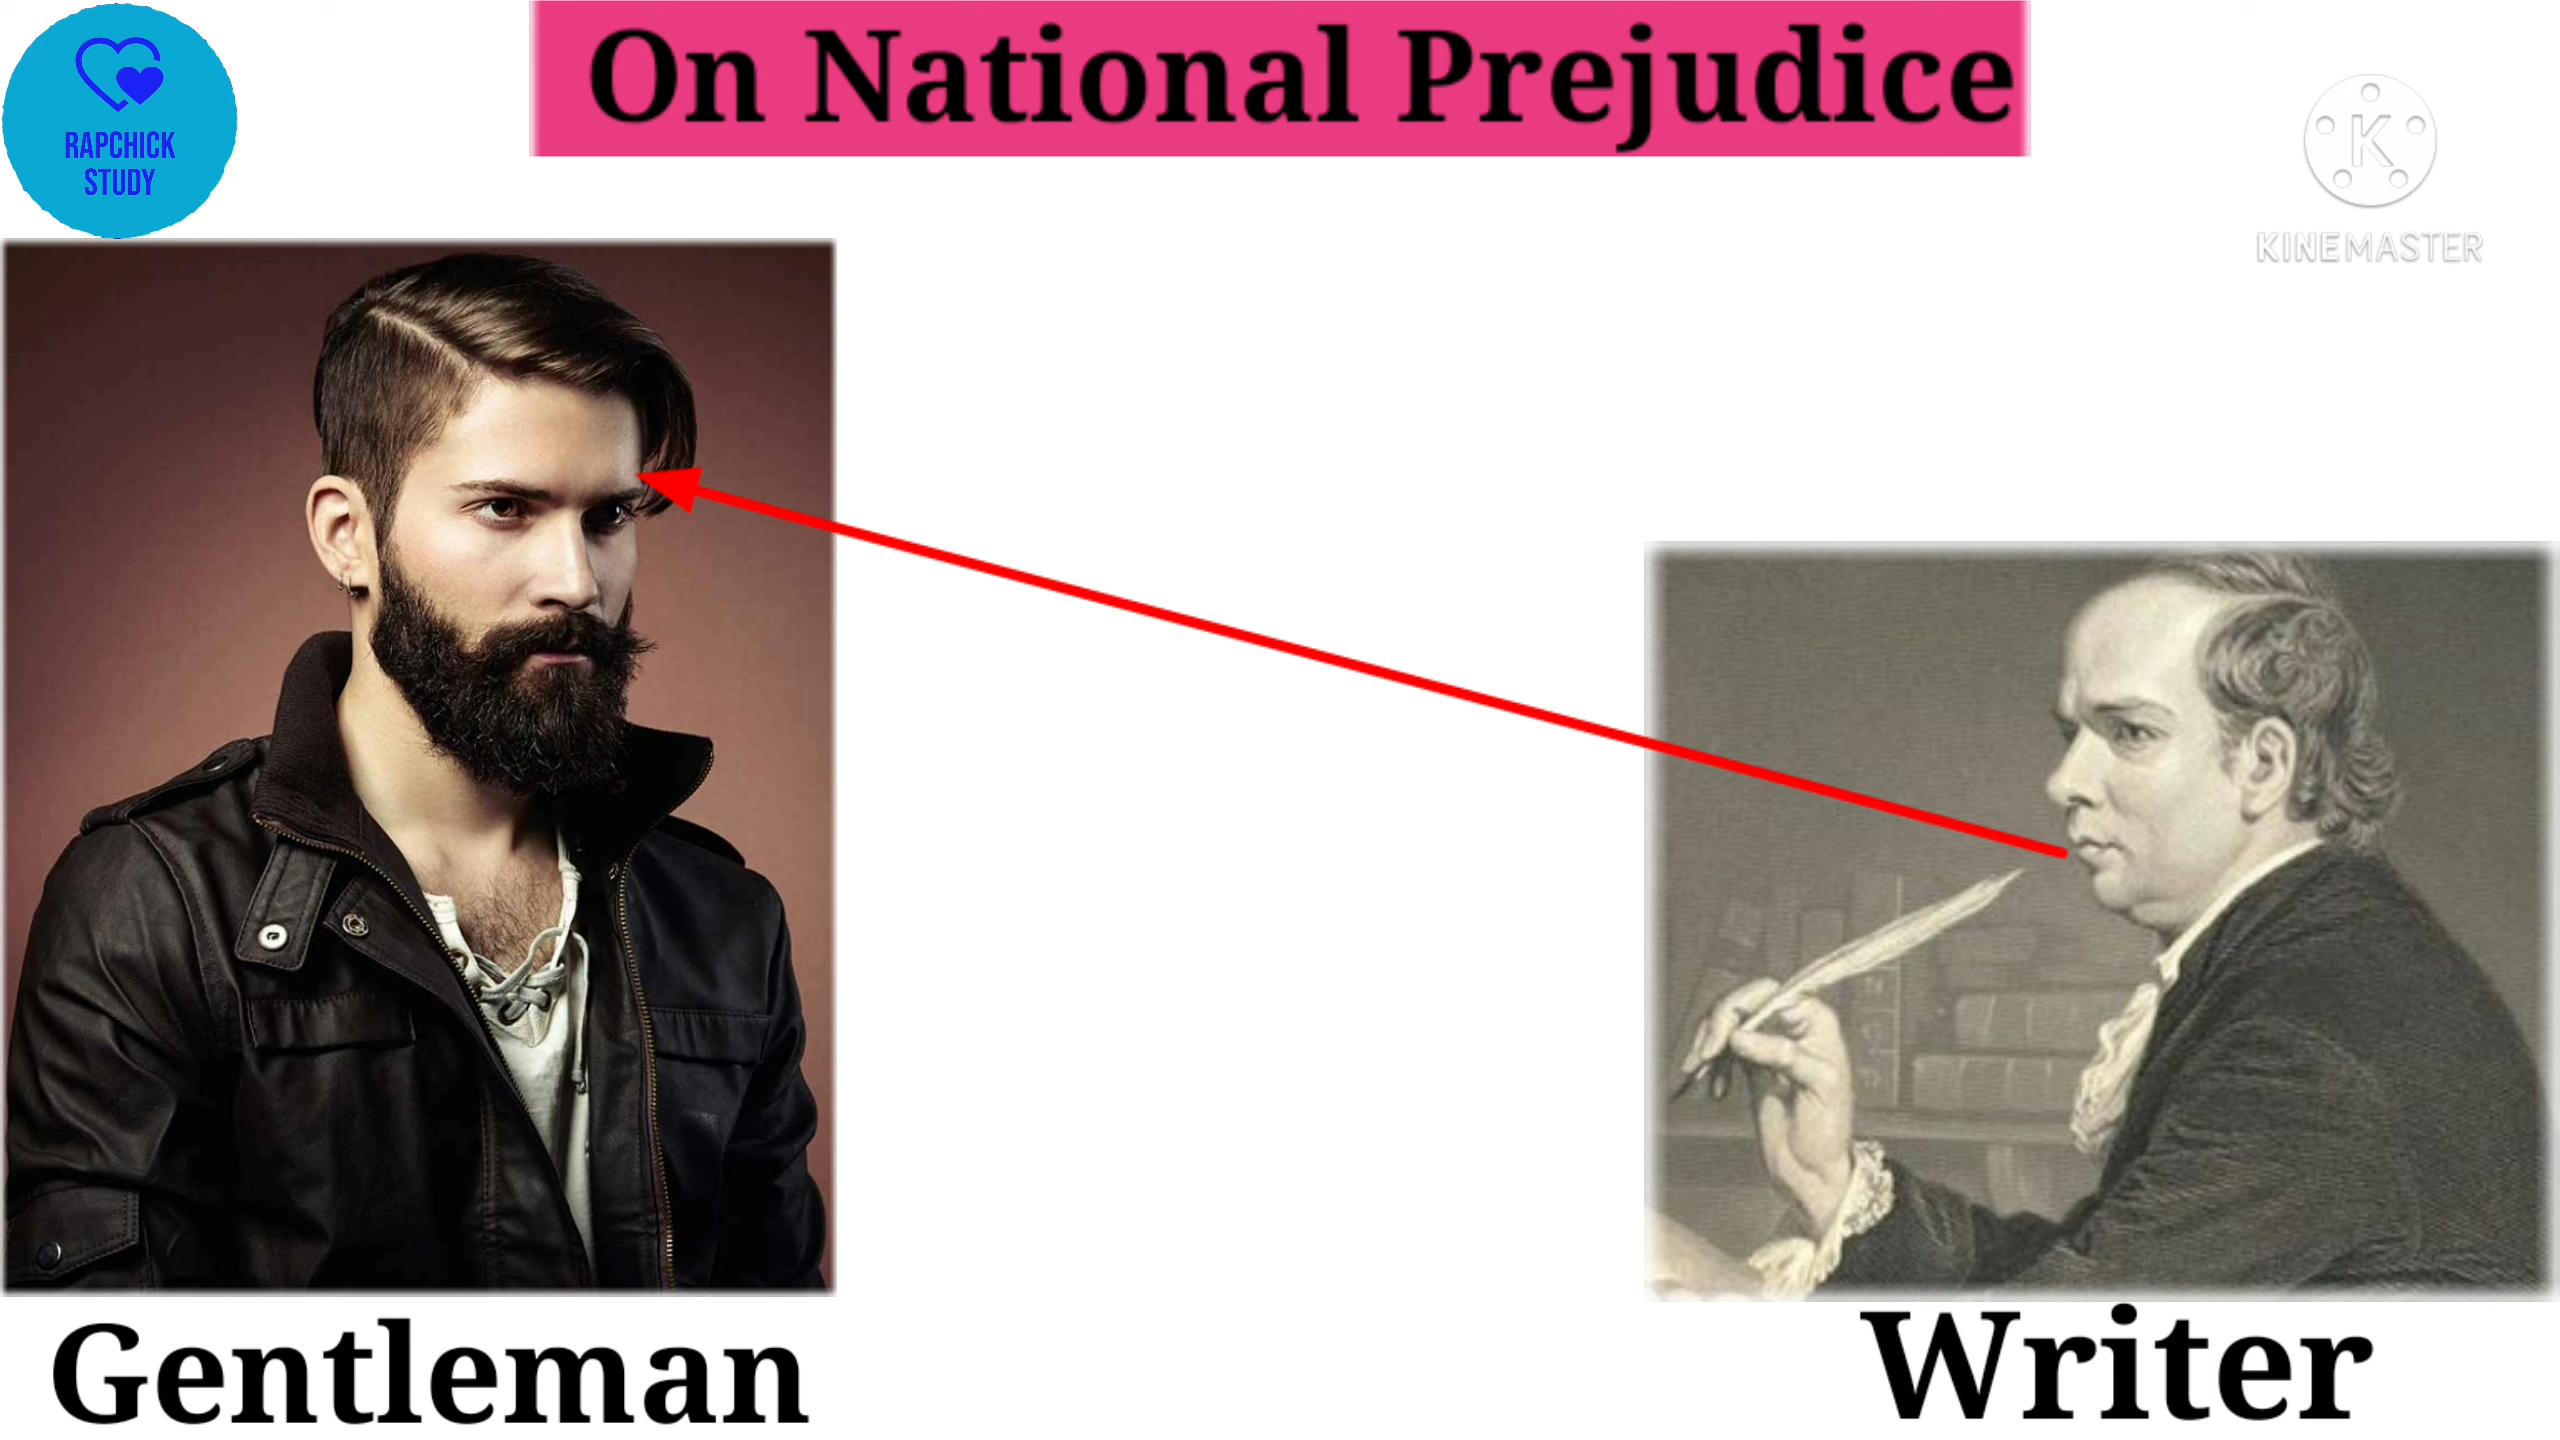 On National Prejudice
RAPCHICK
STUDY
K
KINEMASTER
Gentleman
Writer